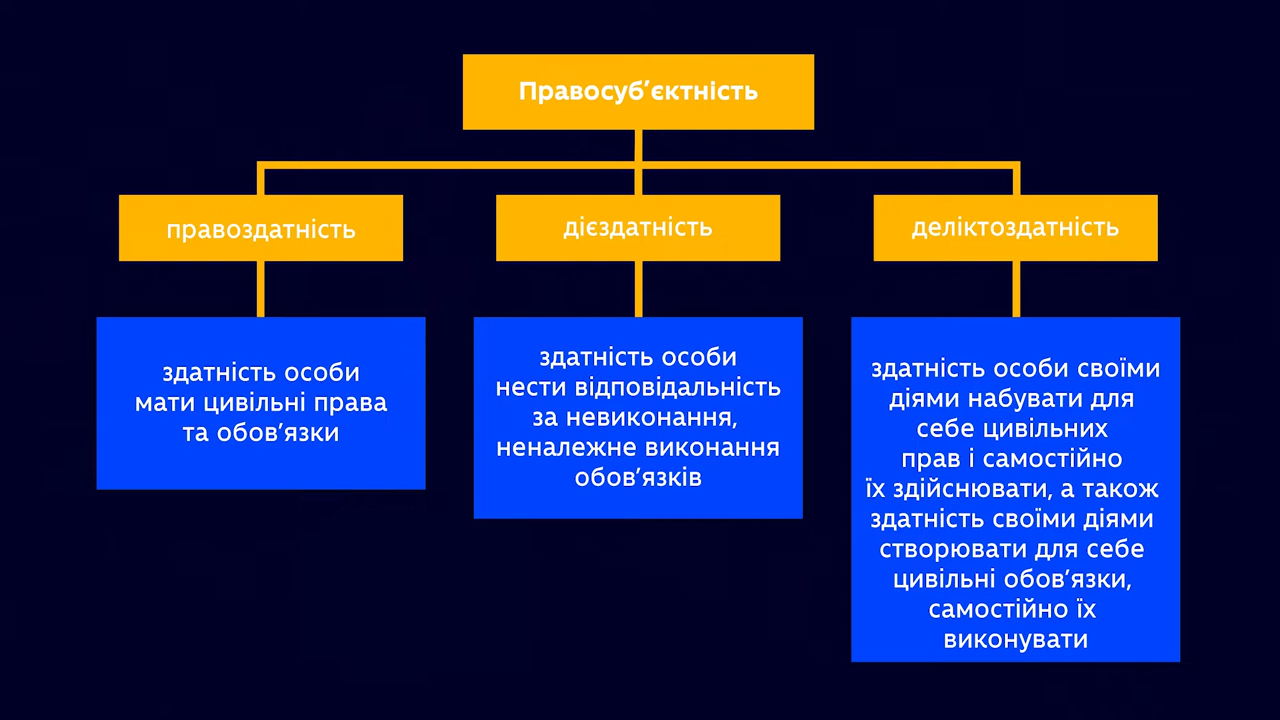 Правосуб’єктність
правоздатність
дієздатність
деліктоздатність
здатність особи
мати цивільні права
та обов’язки
здатність особи
нести відповідальність
за невиконання,
неналежне виконання
обов’язків
здатність особи своїми
діями набувати для
себе цивільних
прав і самостійно
їх здійснювати, а також
здатність своїми діями
створювати для себе
цивільні обов’язки,
самостійно їх
виконувати